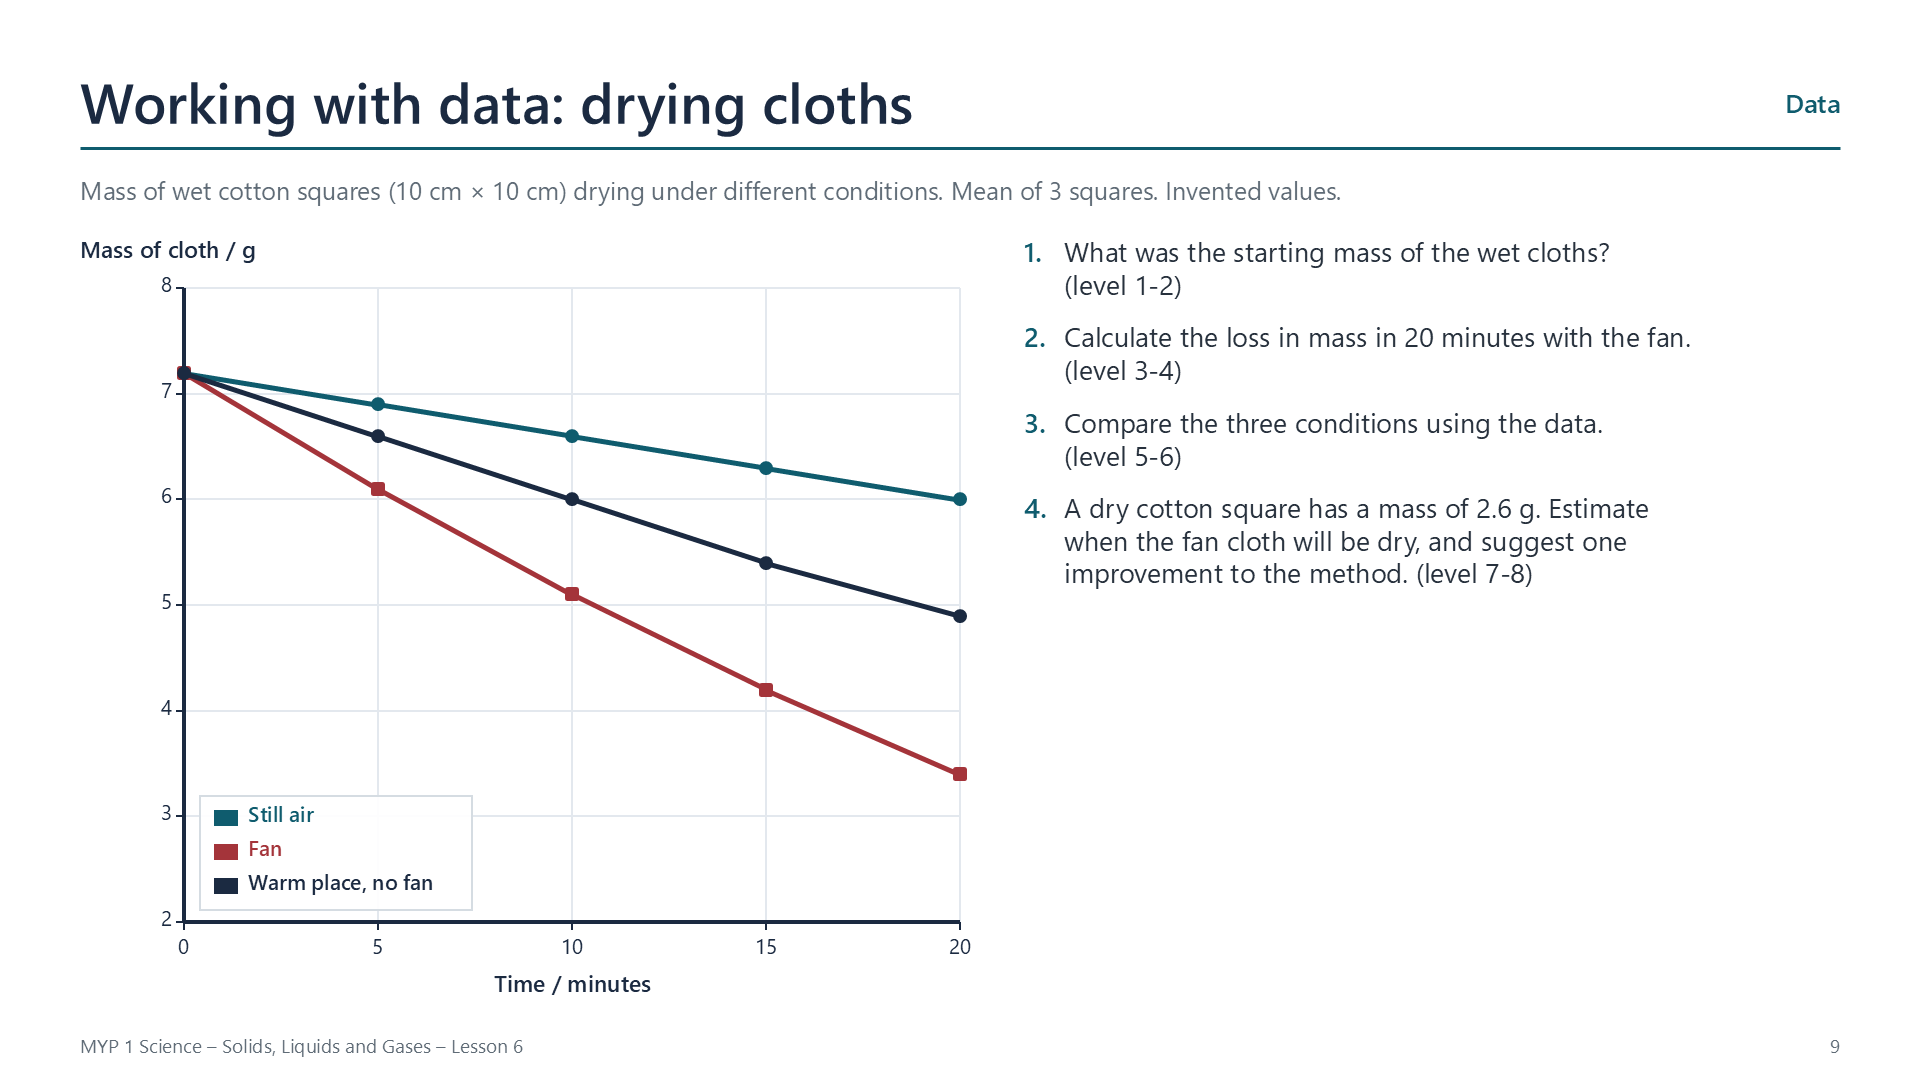 Working with data: drying cloths
Data
Mass of wet cotton squares (10 cm × 10 cm) drying under different conditions. Mean of 3 squares. Invented values.
Mass of cloth / g
8
7
6
5
4
3
2
Still air
Fan
Warm place, no fan
0 5 10 15 20
Time / minutes
1. What was the starting mass of the wet cloths?
(level 1-2)
2. Calculate the loss in mass in 20 minutes with the fan.
(level 3-4)
3. Compare the three conditions using the data.
(level 5-6)
4. A dry cotton square has a mass of 2.6 g. Estimate
when the fan cloth will be dry, and suggest one
improvement to the method. (level 7-8)
MYP 1 Science – Solids, Liquids and Gases – Lesson 6
9